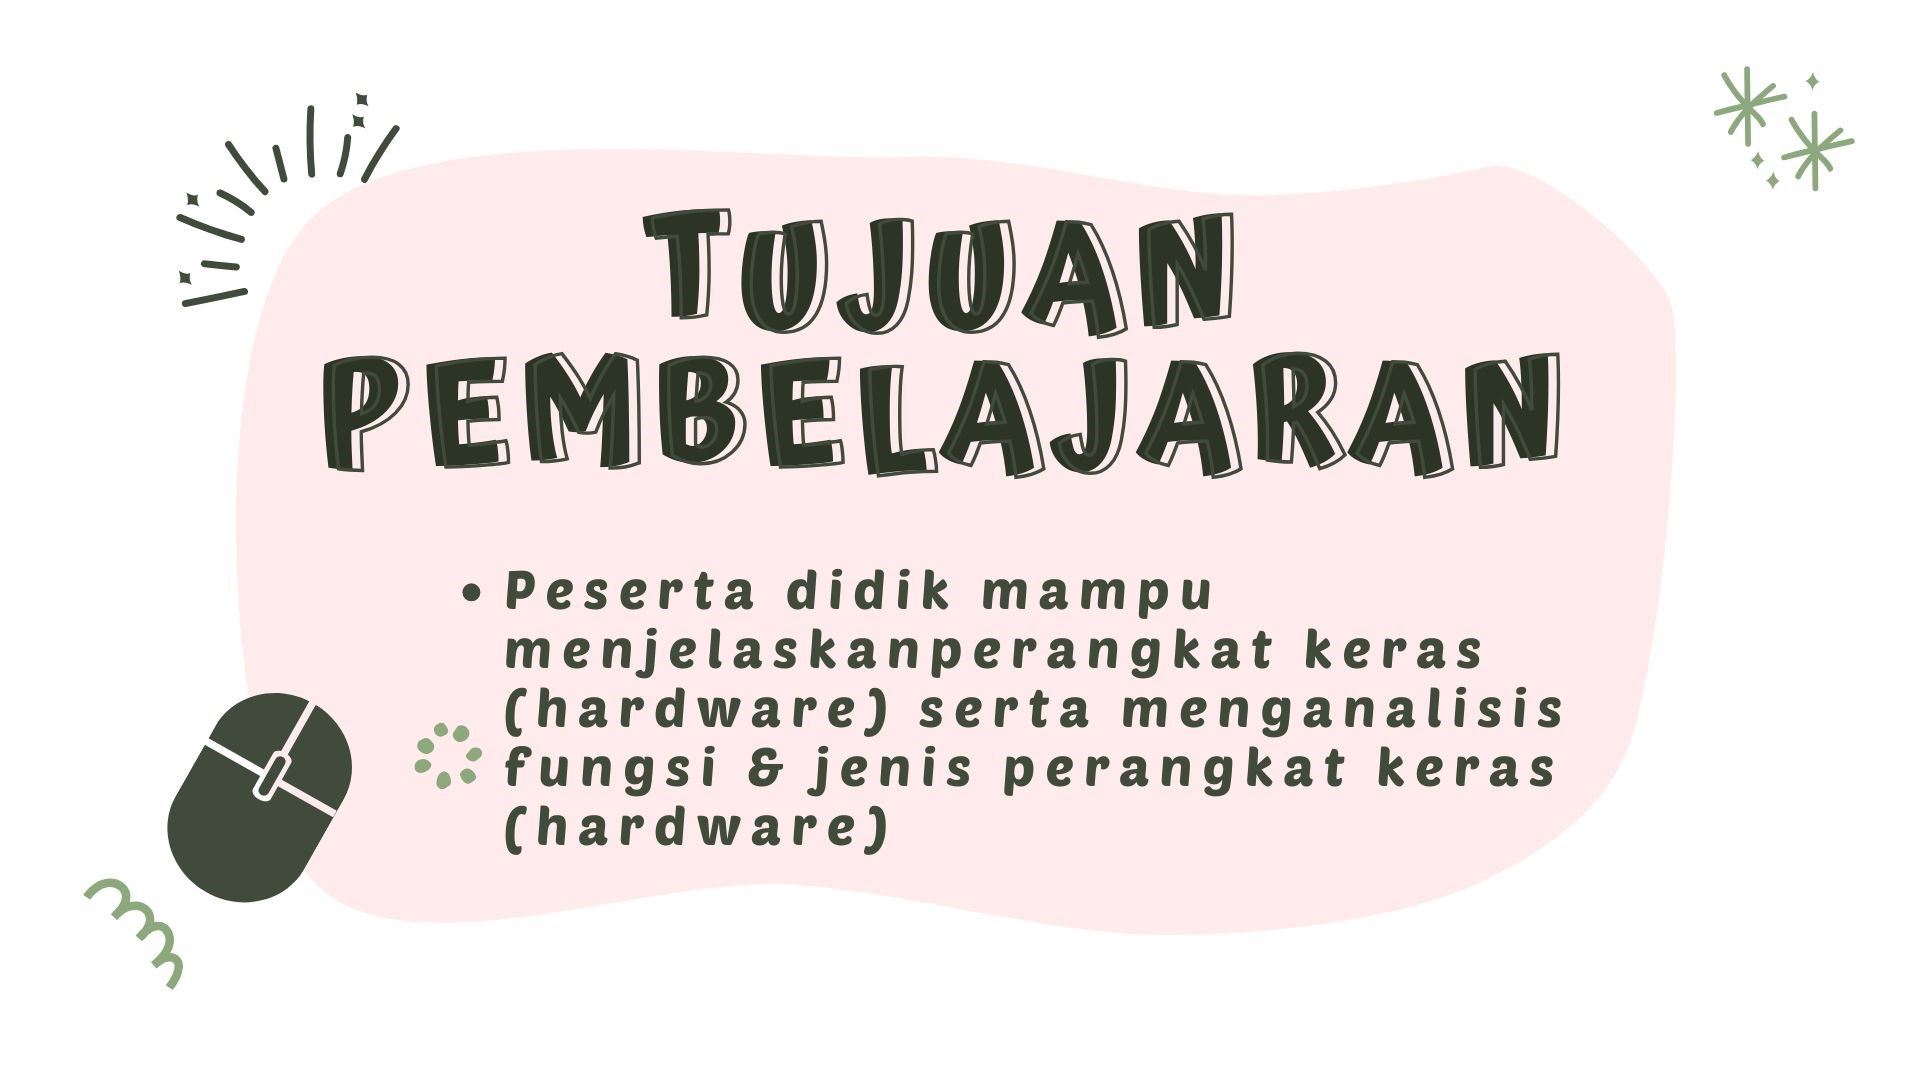 TUJUAN
PEMBELAJARAN
• Peserta didik mampu
menjelaskanperangkat keras
(hardware) serta menganalisis
fungsi & jenis perangkat keras
(hardware)